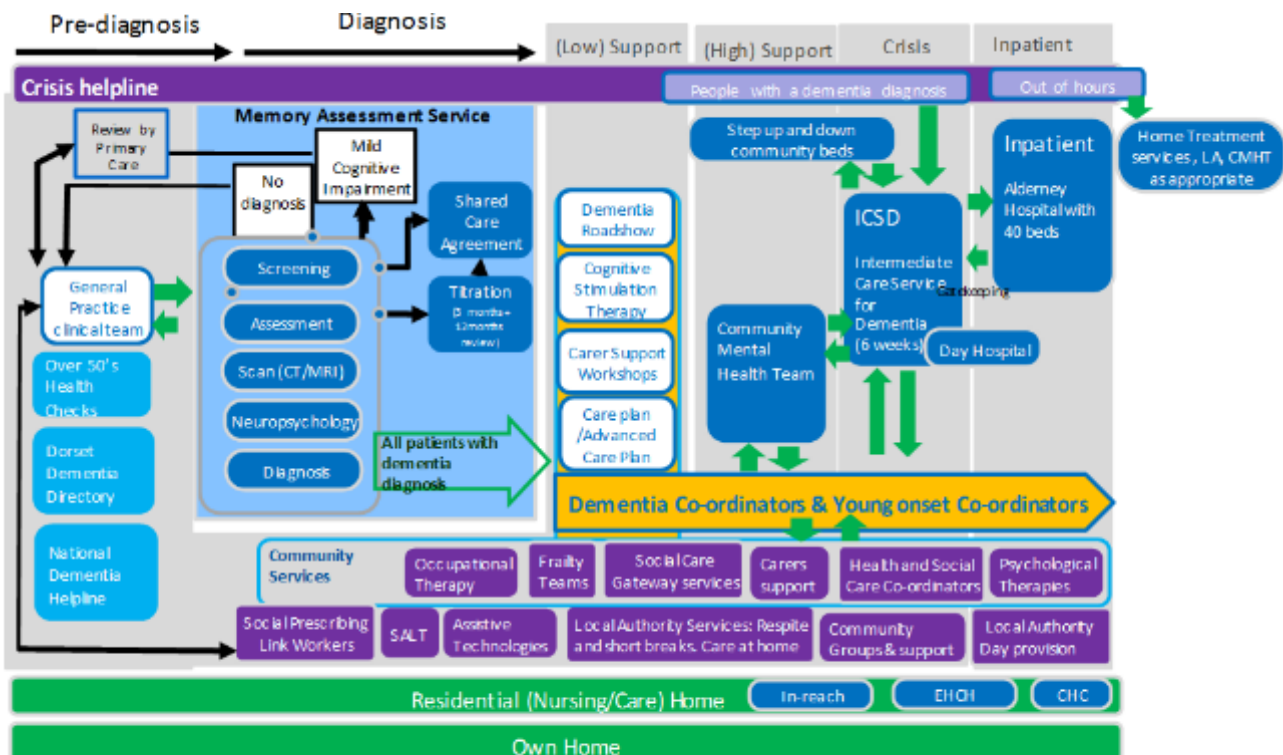 Pre-diagnosis
Diagnosis
(Low) Support
(High) Support
Crisis
Inpatient
Crisis helpline
People with a dementia diagnosis
Out of hours
Review by
Primary
Care
Memory Assessment Service
Mild
Cognitive
Impairment
No
diagnosis
Shared
Care
Agreement
Screening
Titration
(3 months+
12months
review)
Assessment
Scan (CT/MRI)
Neuropsychology
Diagnosis
General
Practice
clinical team
Over 50's
Health
Checks
Dorset
Dementia
Directory
National
Dementia
Helpline
All patients with
dementia
diagnosis
Dementia
Roadshow
Cognitive
Stimulation
Therapy
Carer Support
Workshops
Care plan
/Advanced
Care Plan
Step up and down
community beds
Community
Mental
Health Team
ICSD
Intermediate
Care Service
for
Dementia
(6 weeks)
Gatekeeping
Day Hospital
Inpatient
Alderney
Hospital with
40 beds
Home Treatment
services, LA, CMHT
as appropriate
Dementia Co-ordinators & Young onset Co-ordinators
Community
Services
Occupational
Therapy
Frailty
Teams
Social Care
Gateway services
Carers
support
Health and Social
Care Co-ordinators
Psychological
Therapies
Social Prescribing
Link Workers
SALT
Assistive
Technologies
Local Authority Services: Respite
and short breaks. Care at home
Community
Groups & support
Local Authority
Day provision
Residential (Nursing/Care) Home
In-reach
EHCH
CHC
Own Home